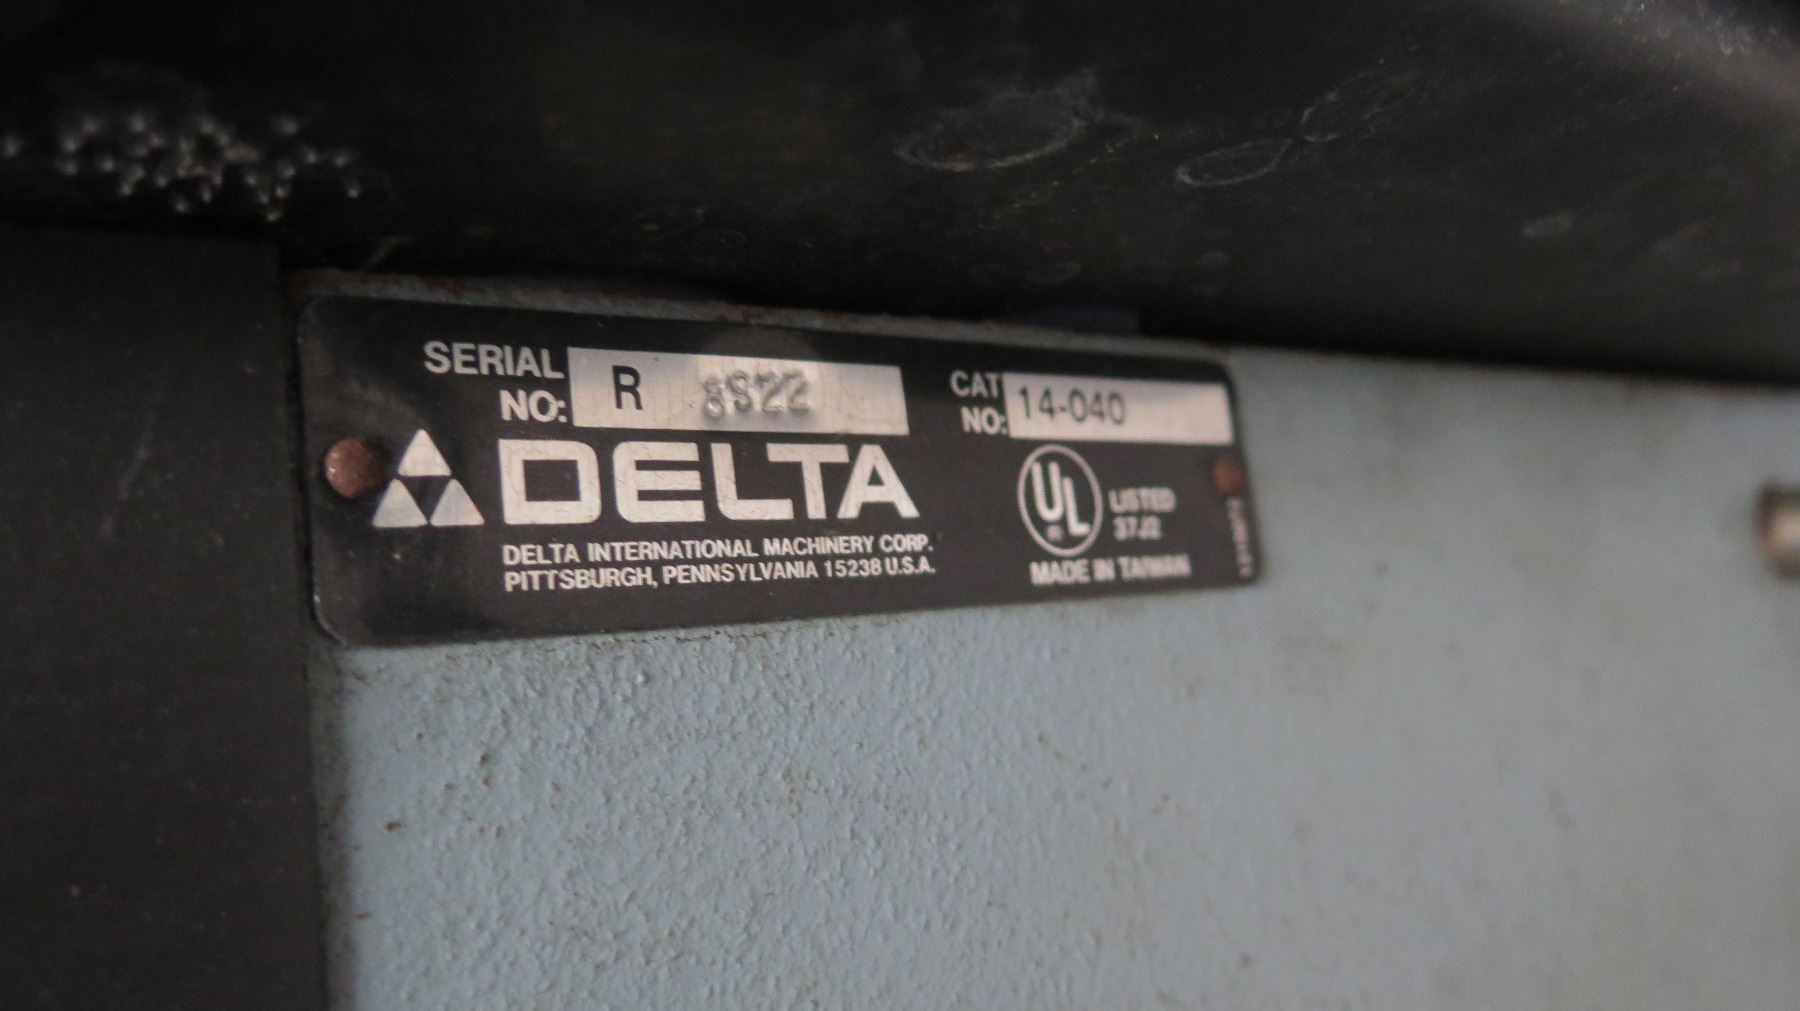 SERIAL
NO: R
CAT
NO: 14-040
DELTA
DELTA INTERNATIONAL MACHINERY CORP.
PITTSBURGH, PENNSYLVANIA 15238 U.S.A.
UL
LISTED
37J2
MADE IN TAIWAN